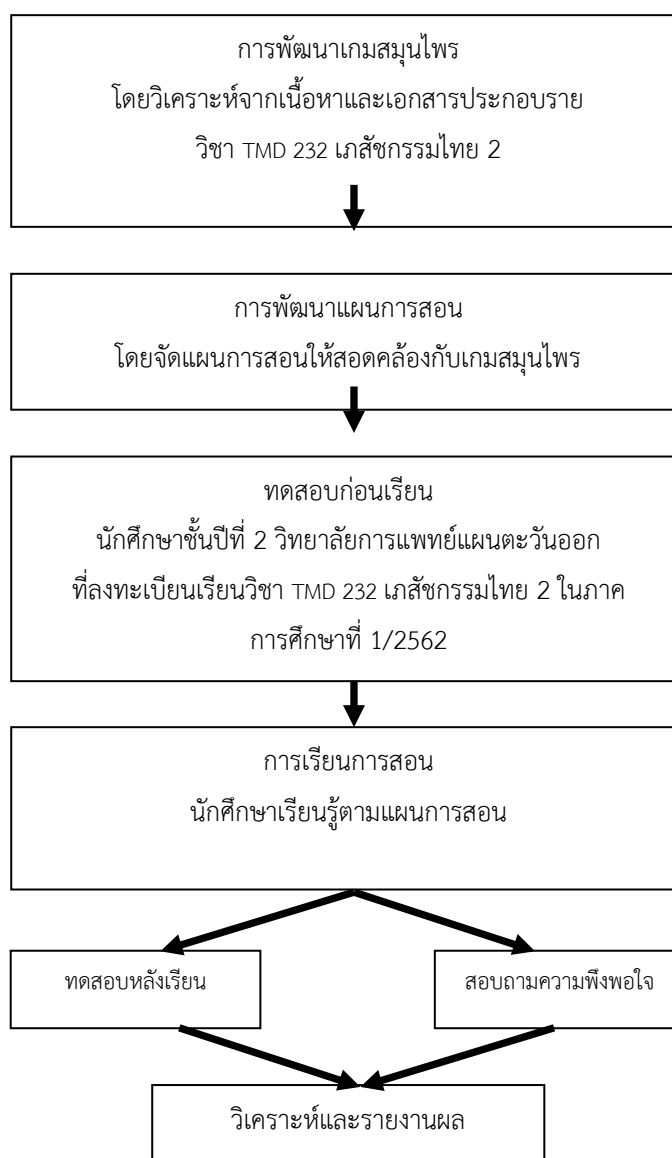 การพัฒนาเกมสมุนไพร
โดยวิเคราะห์จากเนื้อหาและเอกสารประกอบราย
วิชา TMD 232 เภสัชกรรมไทย 2
การพัฒนาแผนการสอน
โดยจัดแผนการสอนให้สอดคล้องกับเกมสมุนไพร
ทดสอบก่อนเรียน
นักศึกษาชั้นปีที่ 2 วิทยาลัยการแพทย์แผนตะวันออก
ที่ลงทะเบียนเรียนวิชา TMD 232 เภสัชกรรมไทย 2 ในภาค
การศึกษาที่ 1/2562
การเรียนการสอน
นักศึกษาเรียนรู้ตามแผนการสอน
ทดสอบหลังเรียน
สอบถามความพึงพอใจ
วิเคราะห์และรายงานผล